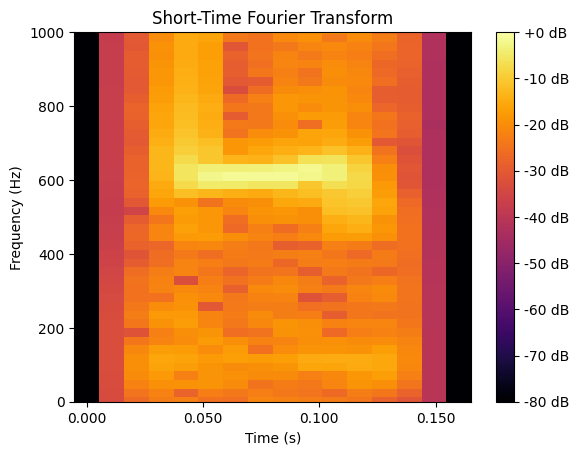 Short-Time Fourier Transform
Frequency (Hz)
1000
800
600
400
200
0
0.000
0.050
0.100
0.150
Time (s)
+0 dB
-10 dB
-20 dB
-30 dB
-40 dB
-50 dB
-60 dB
-70 dB
-80 dB